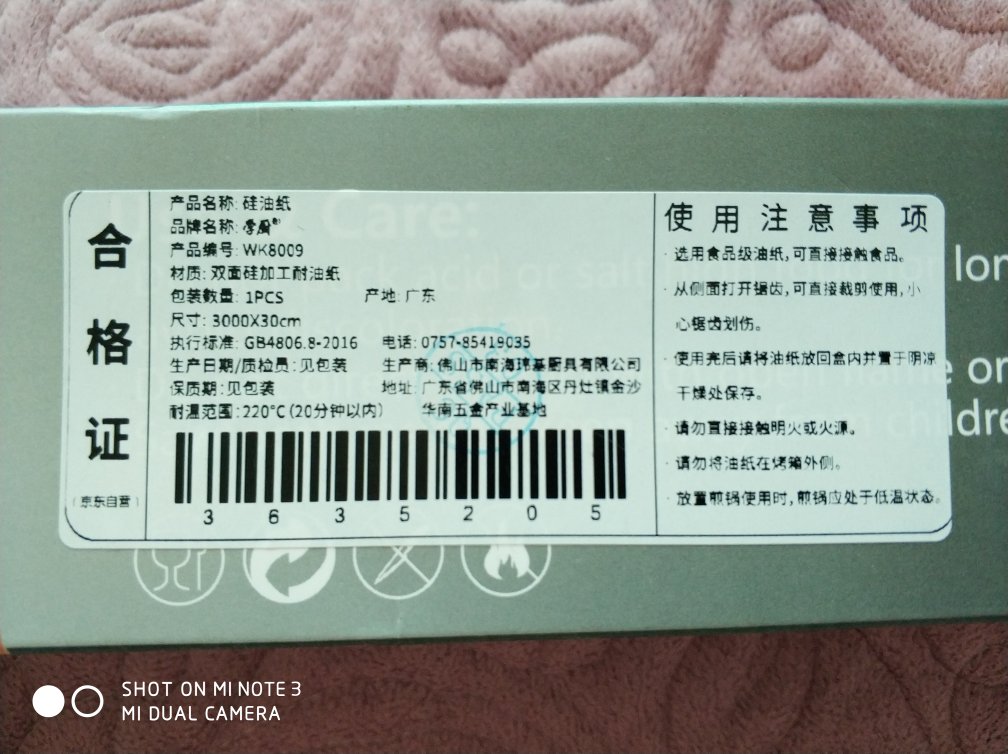 合格证
(京东自营)
产品名称: 硅油纸
品牌名称:
产品编号: WK8009
材质: 双面硅加工耐油纸
包装数量: 1PCS 产地: 广东
尺寸: 3000X30cm
执行标准: GB4806.8-2016 电话: 0757-85419035
生产日期/质检员: 见包装 生产商: 佛山市南海玮基厨具有限公司
保质期: 见包装 地址: 广东省佛山市南海区丹灶镇金沙
耐温范围: 220℃(20分钟以内) 华南五金产业基地
3635205
使用注意事项
· 选用食品级油纸,可直接接触食品。
· 从侧面打开锯齿,可直接裁剪使用,小
心锯齿划伤。
· 使用完后请将油纸放回盒内并置于阴凉
干燥处保存。
· 请勿直接接触明火或火源。
· 请勿将油纸在烤箱外侧。
· 放置煎锅使用时,煎锅应处于低温状态。
Care:
lon
e or
ldre
SHOT ON MI NOTE 3
MI DUAL CAMERA